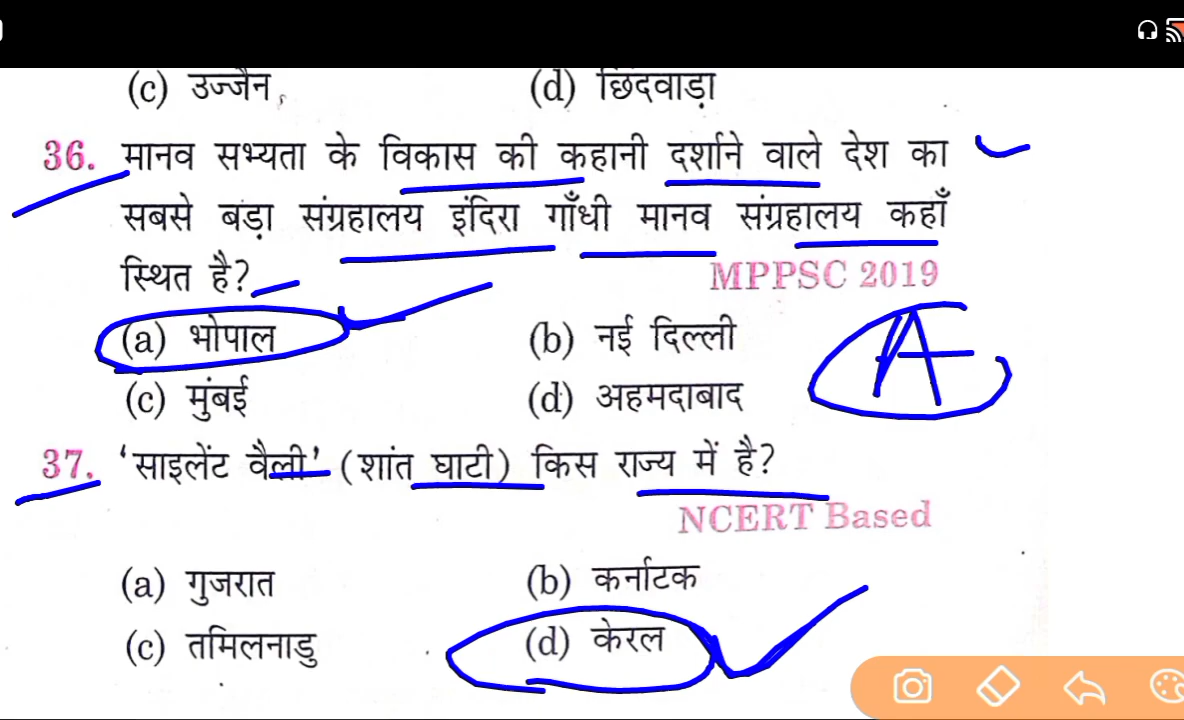 (c) उज्जैन (d) छिंदवाड़ा
36. मानव सभ्यता के विकास की कहानी दर्शाने वाले देश का
सबसे बड़ा संग्रहालय इंदिरा गाँधी मानव संग्रहालय कहाँ
स्थित है? MPPSC 2019
(a) भोपाल (b) नई दिल्ली
(c) मुंबई (d) अहमदाबाद
A
37. 'साइलेंट वैली' (शांत घाटी) किस राज्य में है?
NCERT Based
(a) गुजरात (b) कर्नाटक
(c) तमिलनाडु (d) केरल